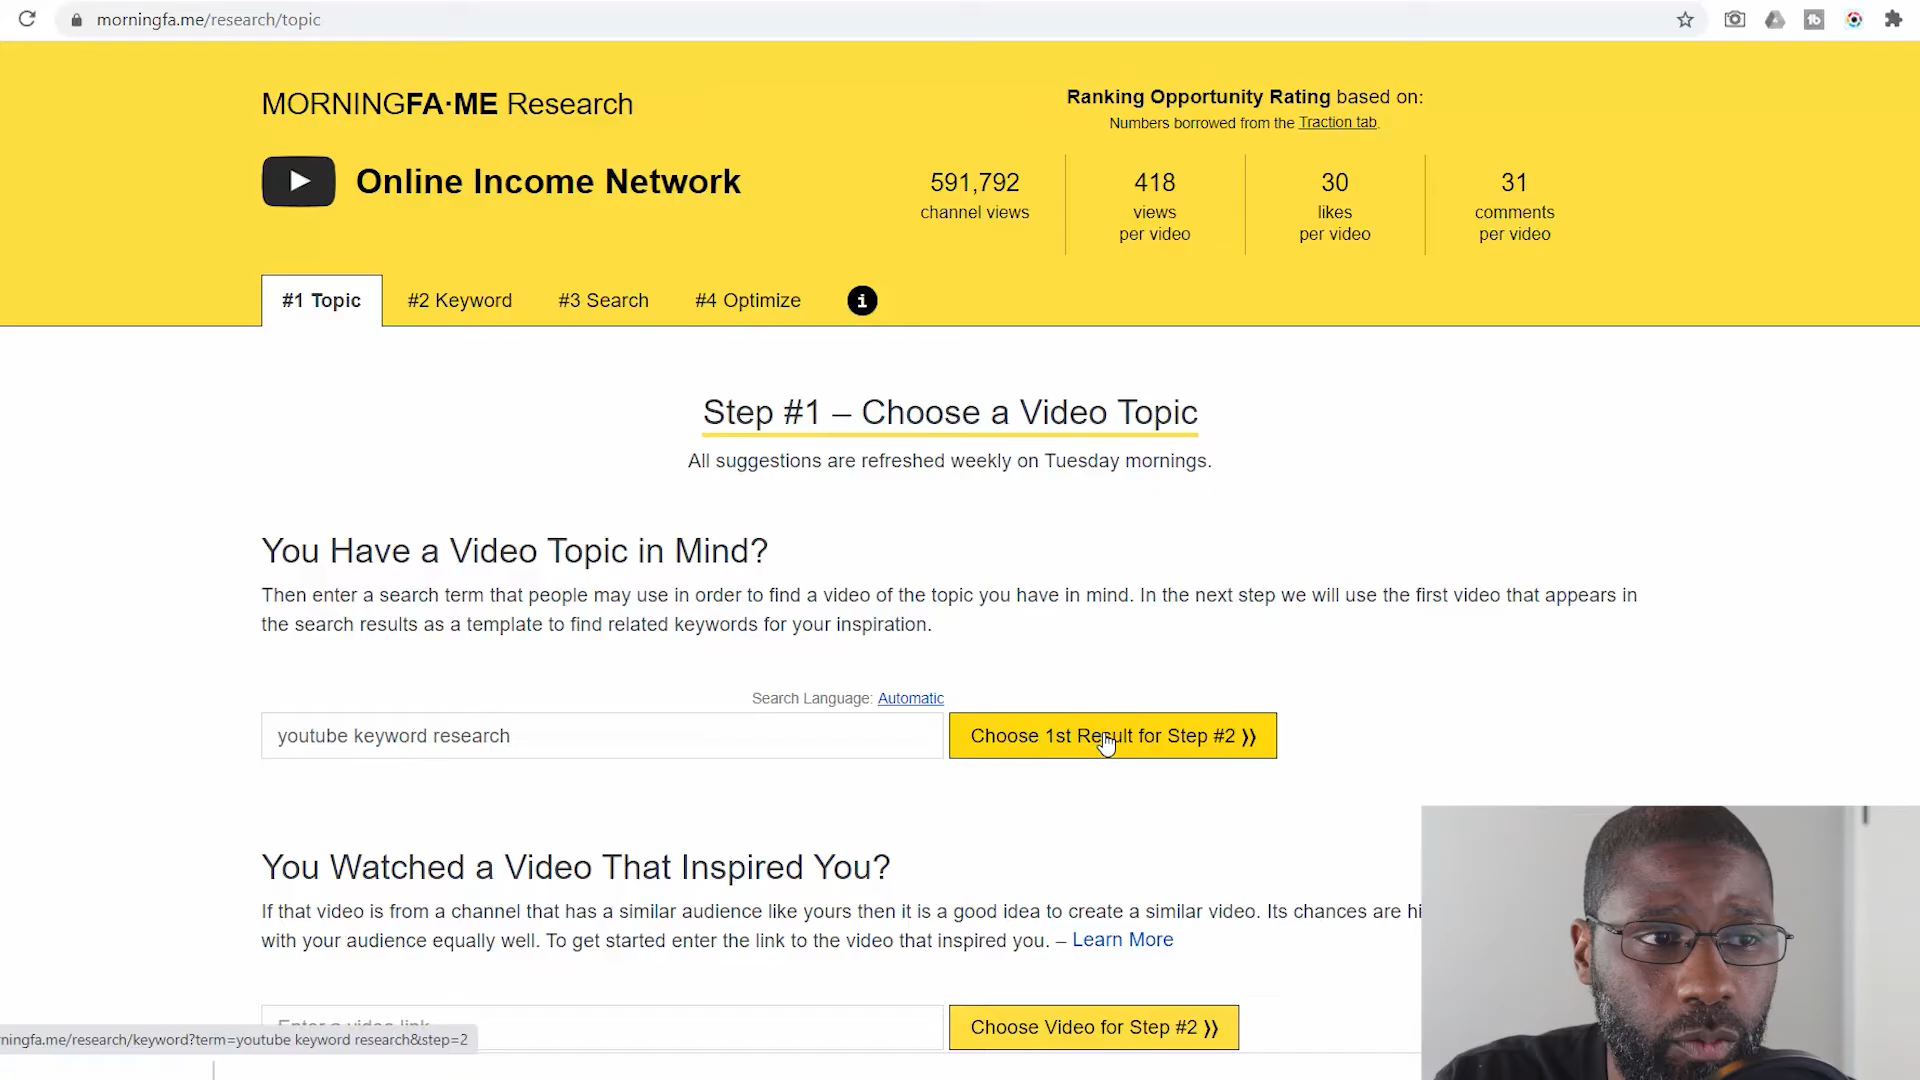 morningfa.me/research/topic
MORNINGFA·ME Research
Ranking Opportunity Rating based on:
Numbers borrowed from the Traction tab.
Online Income Network
591,792
channel views
418
views
per video
30
likes
per video
31
comments
per video
#1 Topic
#2 Keyword
#3 Search
#4 Optimize
i
Step #1 – Choose a Video Topic
All suggestions are refreshed weekly on Tuesday mornings.
You Have a Video Topic in Mind?
Then enter a search term that people may use in order to find a video of the topic you have in mind. In the next step we will use the first video that appears in
the search results as a template to find related keywords for your inspiration.
Search Language: Automatic
youtube keyword research
Choose 1st Result for Step #2 ⟩⟩
You Watched a Video That Inspired You?
If that video is from a channel that has a similar audience like yours then it is a good idea to create a similar video. Its chances are hi
with your audience equally well. To get started enter the link to the video that inspired you. – Learn More
Enter a video link
Choose Video for Step #2 ⟩⟩
ningfa.me/research/keyword?term=youtube keyword research&step=2